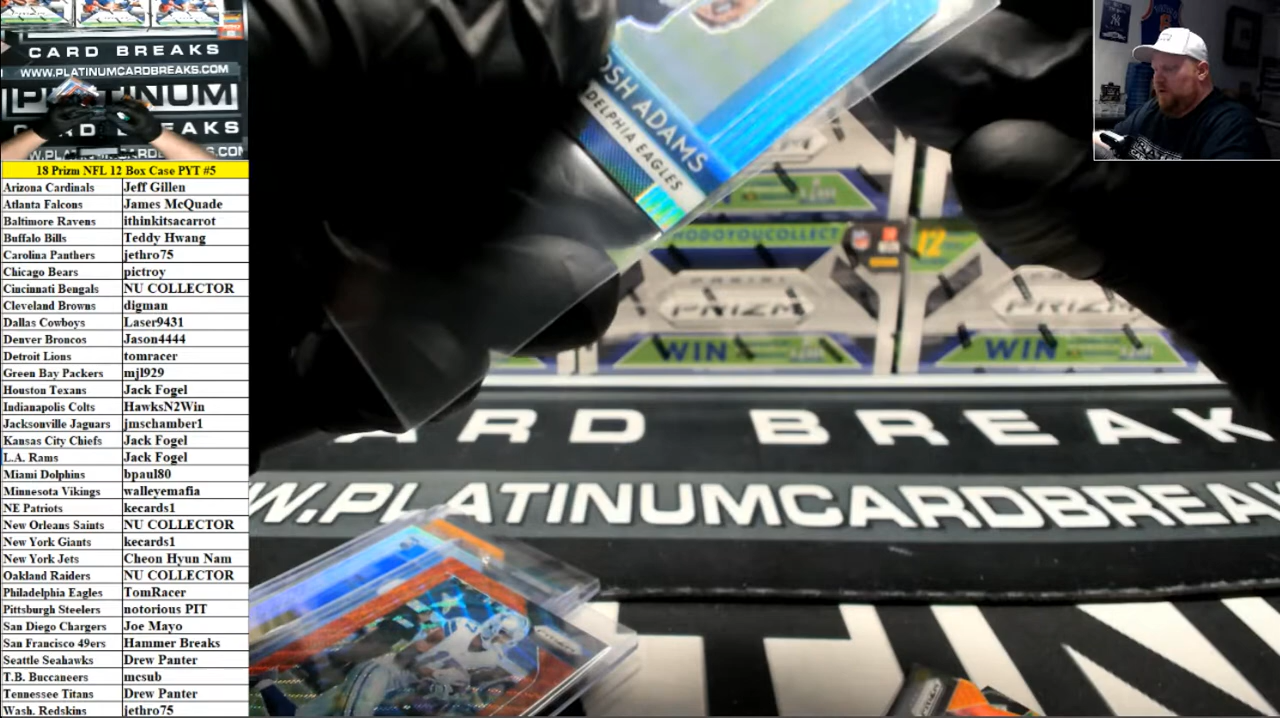 CARD BREAKS
WWW.PLATINUMCARDBREAKS.COM
CARD BREAKS
18 Prizm NFL 12 Box Case PYT #5
Arizona Cardinals Jeff Gillen
Atlanta Falcons James McQuade
Baltimore Ravens ithinkitsacarrot
Buffalo Bills Teddy Hwang
Carolina Panthers jethro75
Chicago Bears pictroy
Cincinnati Bengals NU COLLECTOR
Cleveland Browns digman
Dallas Cowboys Laser9431
Denver Broncos Jason4444
Detroit Lions tomracer
Green Bay Packers mjl929
Houston Texans Jack Fogel
Indianapolis Colts HawksN2Win
Jacksonville Jaguars jmschamber1
Kansas City Chiefs Jack Fogel
L.A. Rams Jack Fogel
Miami Dolphins bpaul80
Minnesota Vikings walleyemafia
NE Patriots kecards1
New Orleans Saints NU COLLECTOR
New York Giants kecards1
New York Jets Cheon Hyun Nam
Oakland Raiders NU COLLECTOR
Philadelphia Eagles TomRacer
Pittsburgh Steelers notorious PIT
San Diego Chargers Joe Mayo
San Francisco 49ers Hammer Breaks
Seattle Seahawks Drew Panter
T.B. Buccaneers mcsub
Tennessee Titans Drew Panter
Wash. Redskins jethro75
OSH ADAMS
DELPHIA EAGLES
ODOYOUCOLLECT
12
PRIZM
PRIZM
WIN
WIN
ARD BREAK
W.PLATINUMCARDBREAK